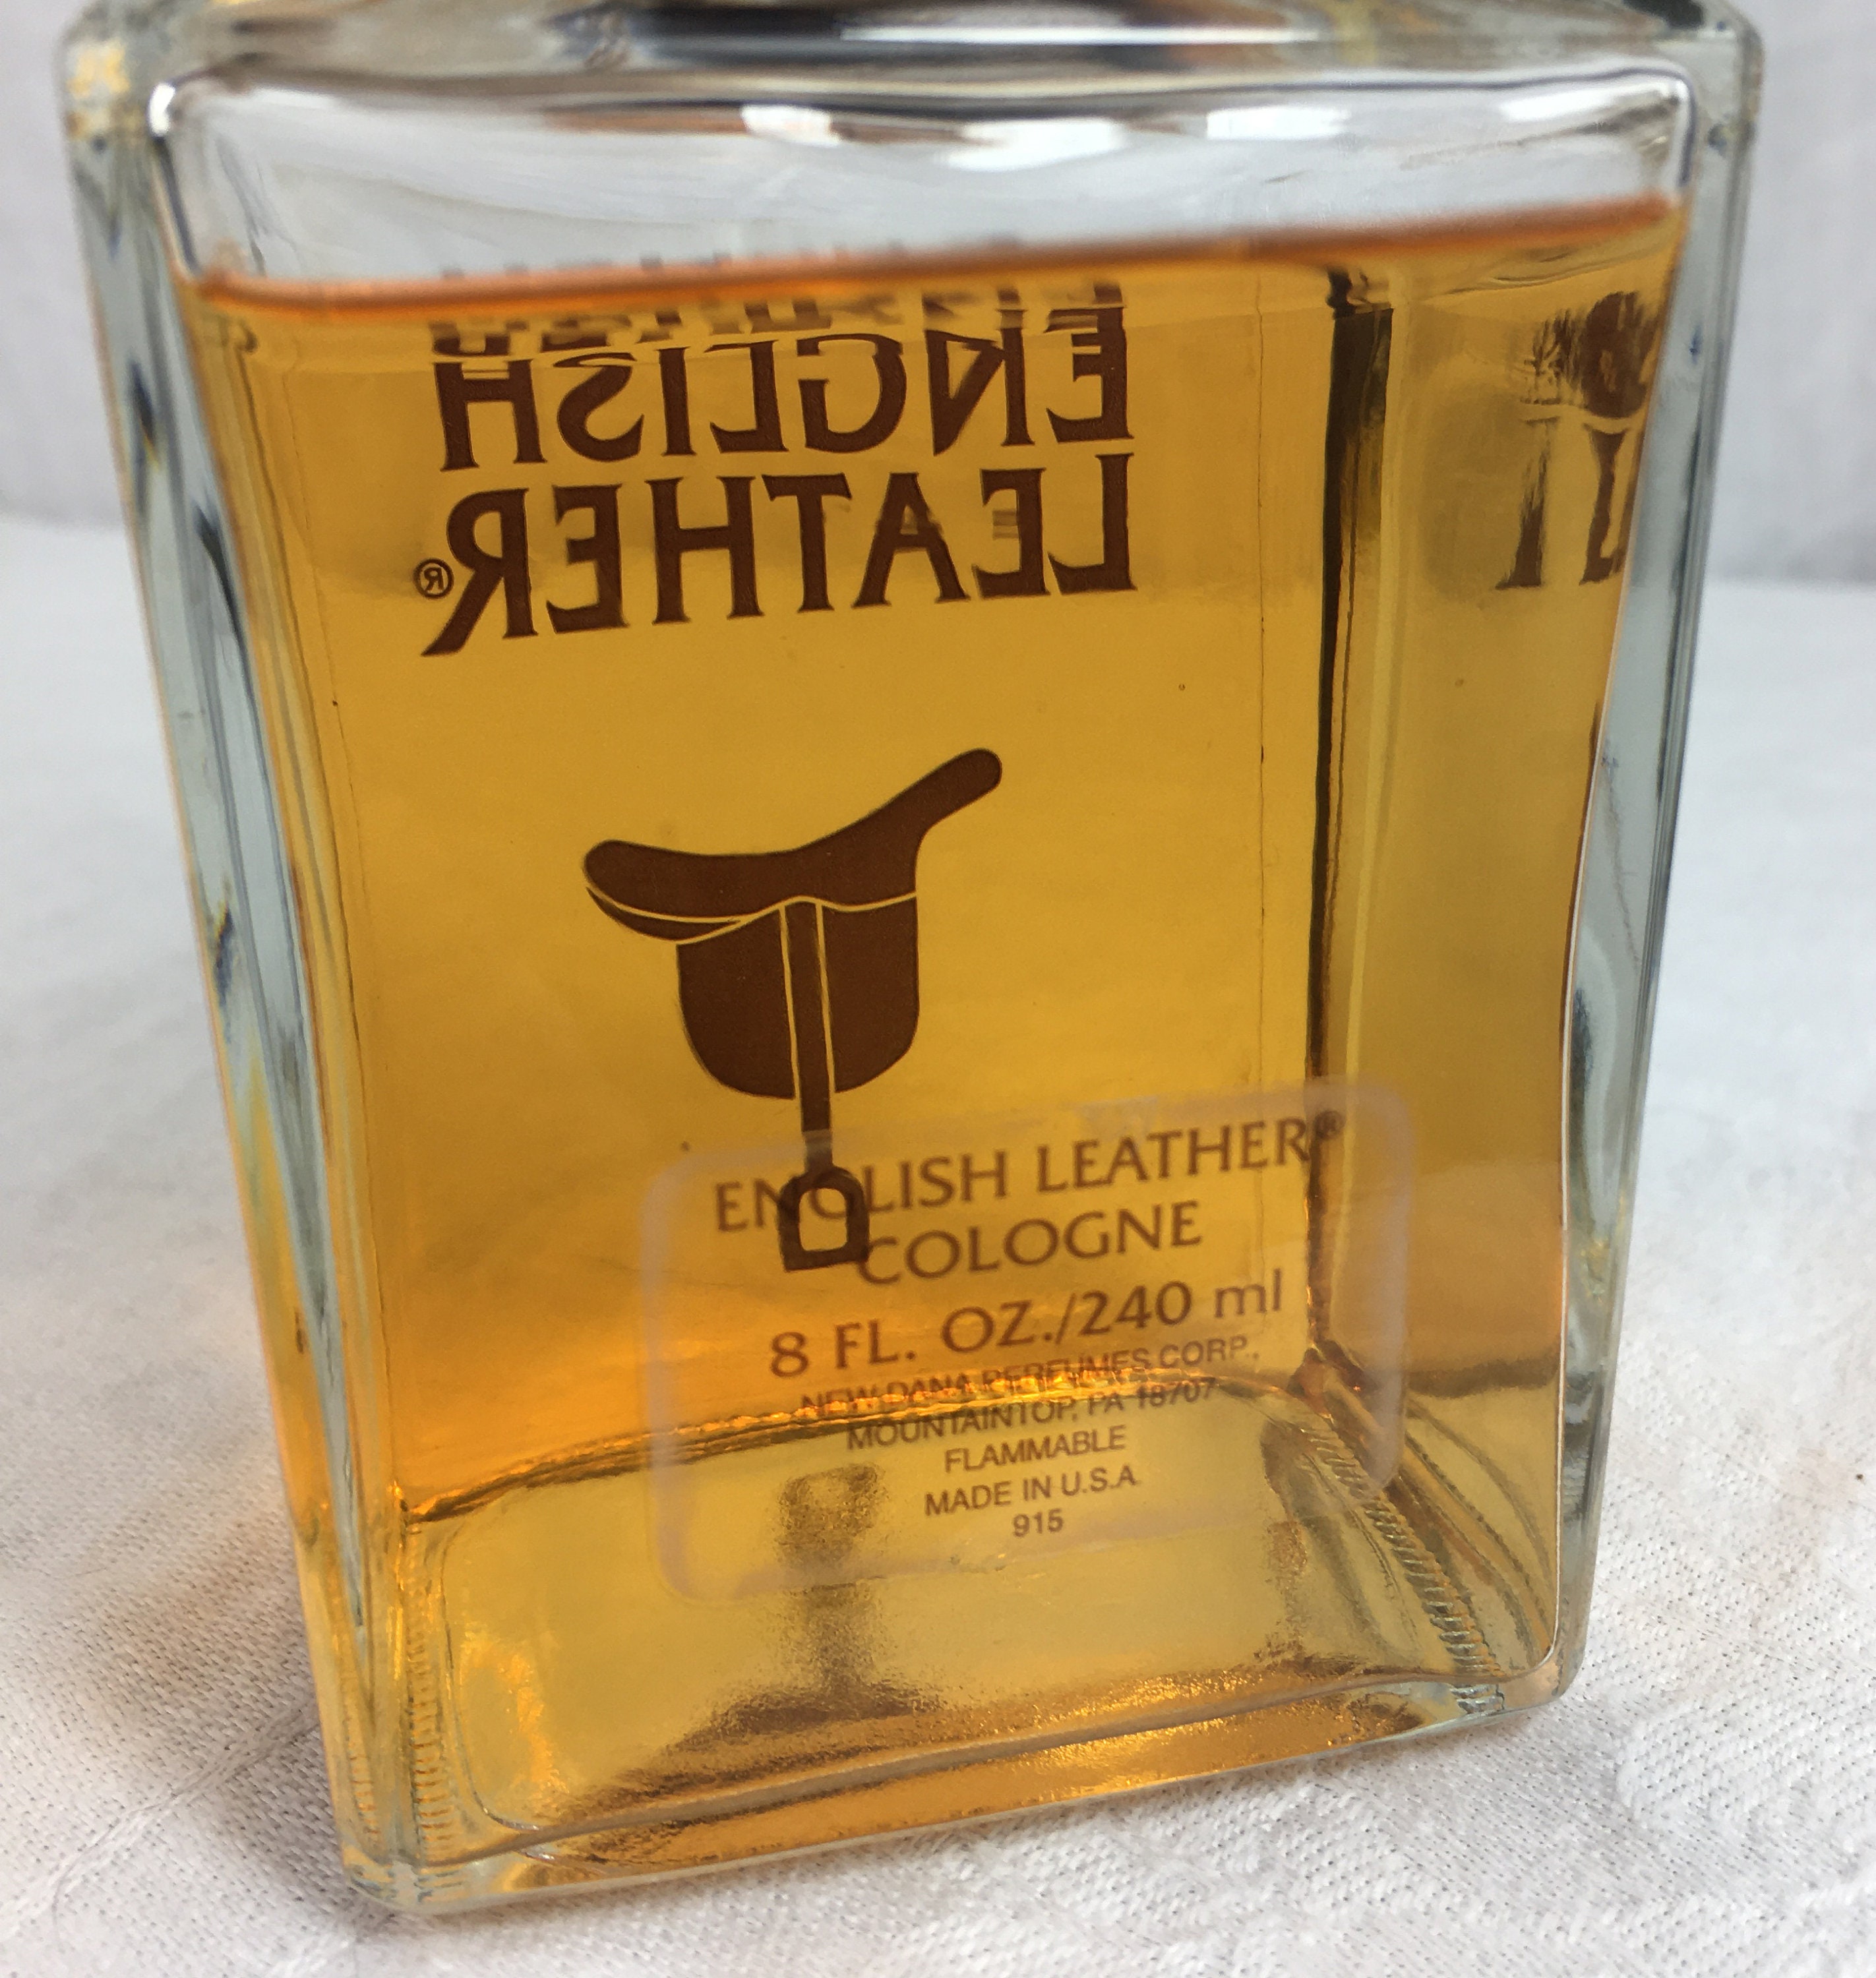 ENGLISH
LEATHER®
ENGLISH LEATHER®
COLOGNE
8 FL. OZ./240 ml
NEW DANA PERFUMES CORP.,
MOUNTAINTOP, PA 18707
FLAMMABLE
MADE IN U.S.A.
915